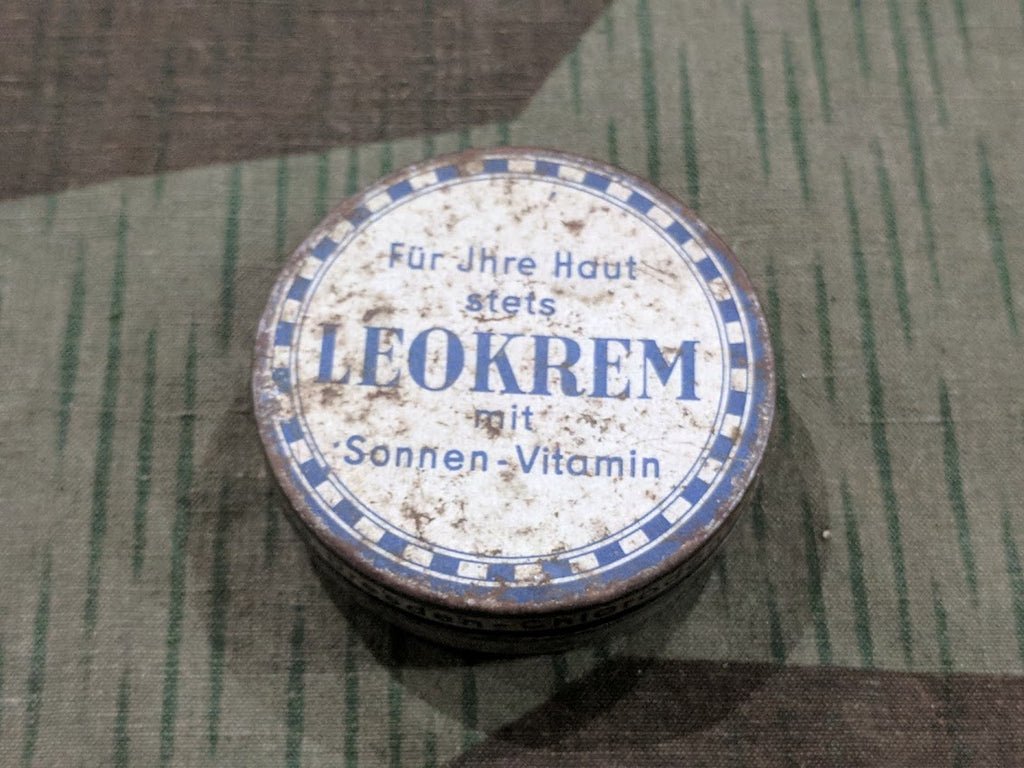 Für Jhre Haut
stets
LEOKREM
mit
Sonnen-Vitamin